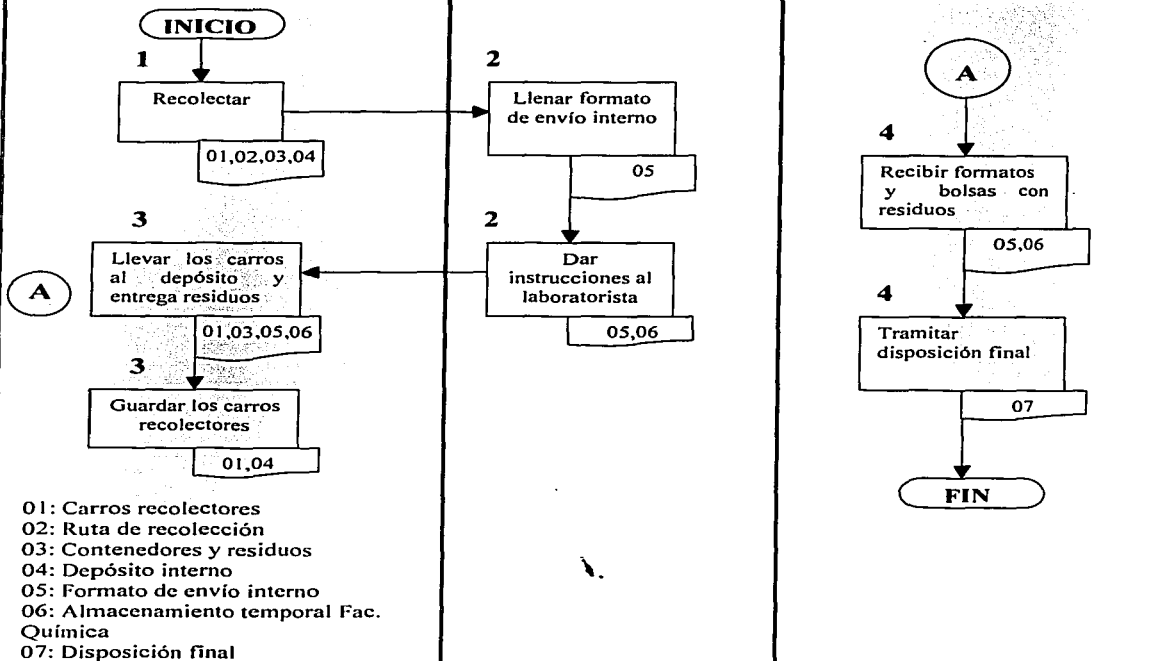 INICIO
1
Recolectar
01,02,03,04
2
Llenar formato
de envío interno
05
2
Dar
instrucciones al
laboratorista
05,06
3
Llevar los carros
al depósito y
entrega residuos
01,03,05,06
A
3
Guardar los carros
recolectores
01,04
01: Carros recolectores
02: Ruta de recolección
03: Contenedores y residuos
04: Depósito interno
05: Formato de envío interno
06: Almacenamiento temporal Fac.
Química
07: Disposición final
A
4
Recibir formatos
y bolsas con
residuos
05,06
4
Tramitar
disposición final
07
FIN